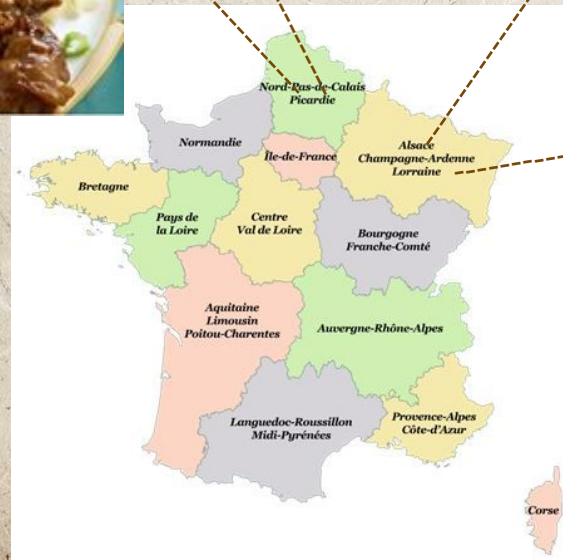 Nord-Pas-de-Calais
Picardie
Normandie
Île-de-France
Alsace
Champagne-Ardenne
Lorraine
Bretagne
Pays de
la Loire
Centre
Val de Loire
Bourgogne
Franche-Comté
Aquitaine
Limousin
Poitou-Charentes
Auvergne-Rhône-Alpes
Languedoc-Roussillon
Midi-Pyrénées
Provence-Alpes
Côte-d'Azur
Corse